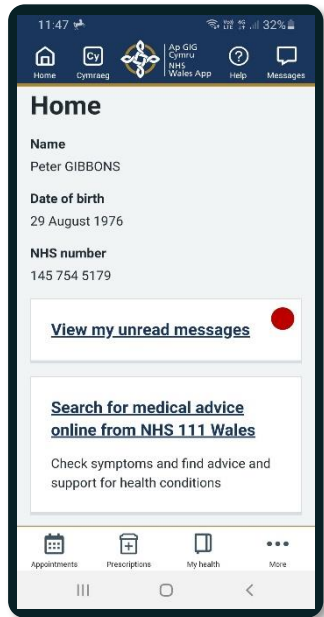 11:47
32%
Cy
Ap GIG
Cymru
NHS
Wales App
?
Home
Cymraeg
Help
Messages
Home
Name
Peter GIBBONS
Date of birth
29 August 1976
NHS number
145 754 5179
View my unread messages
Search for medical advice
online from NHS 111 Wales
Check symptoms and find advice and
support for health conditions
Appointments
Prescriptions
My health
More